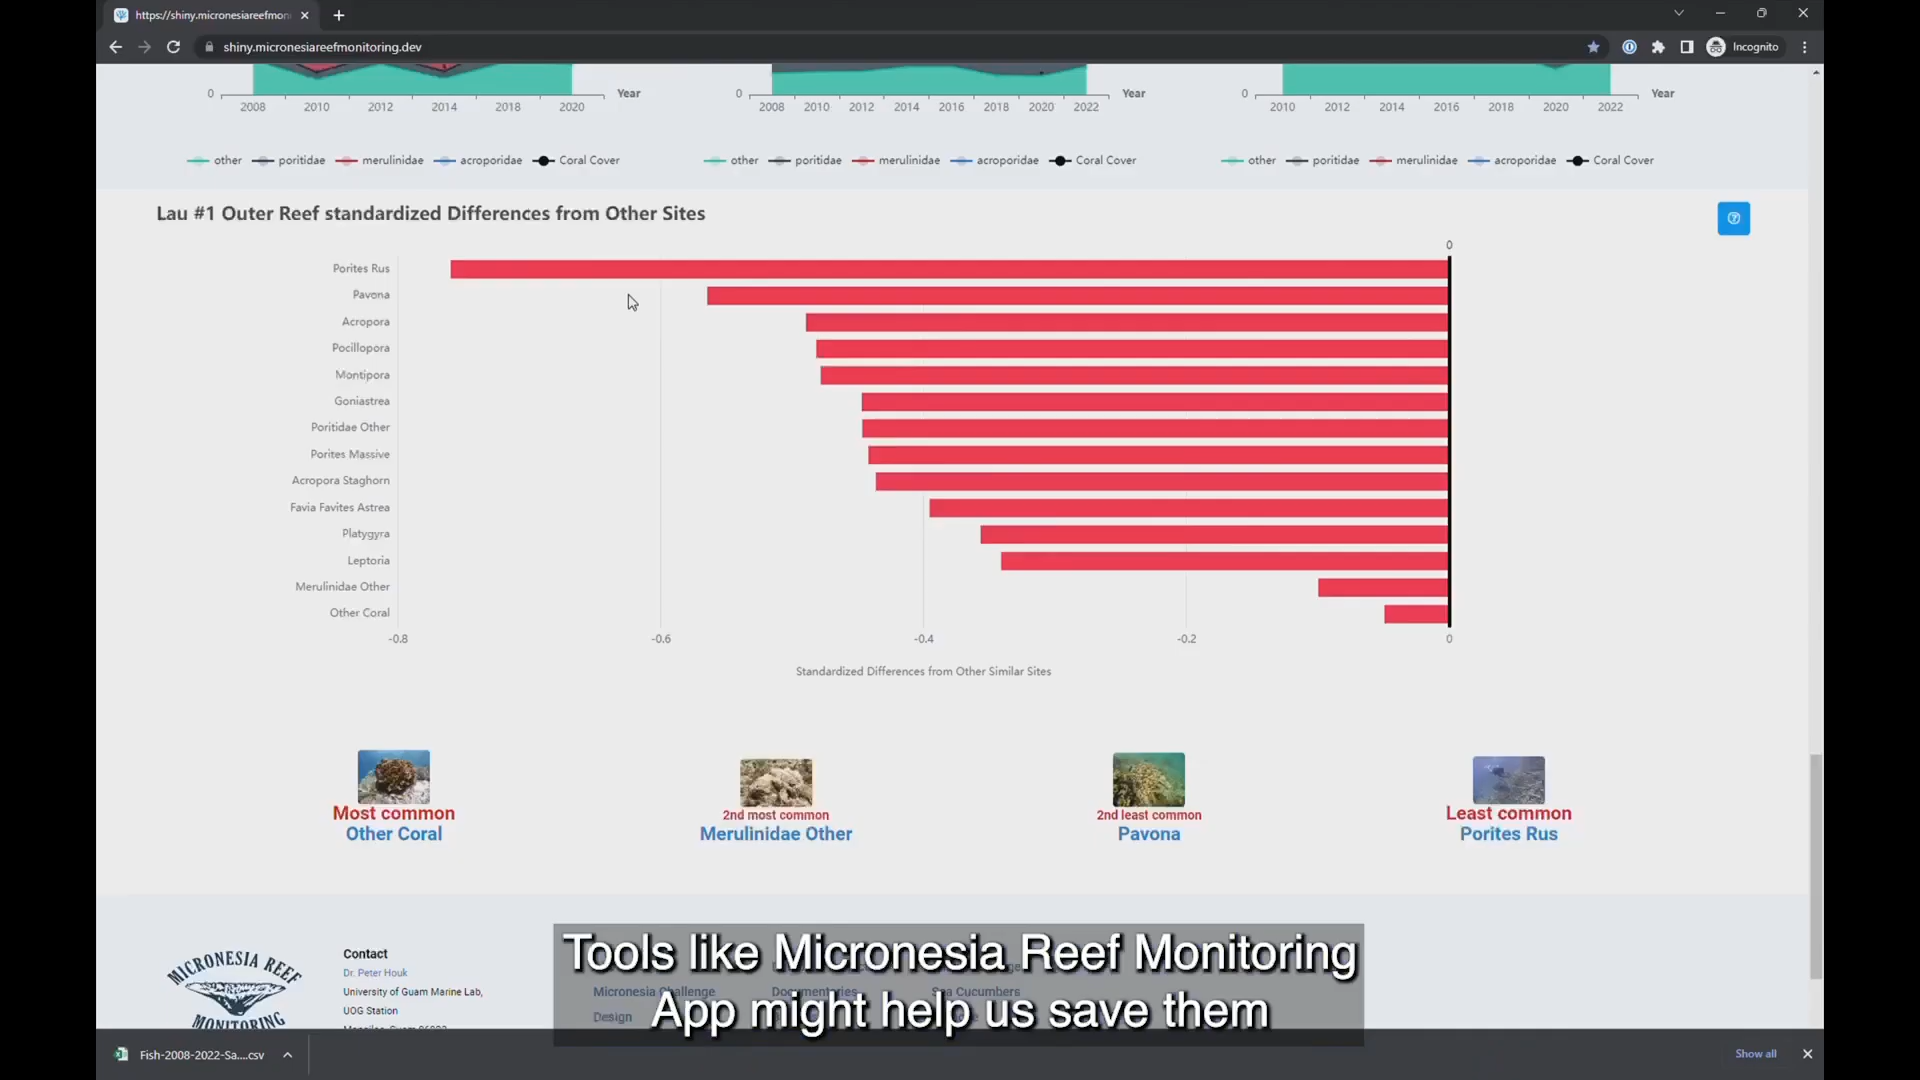 https://shiny.micronesiareefmon
shiny.micronesiareefmonitoring.dev
Incognito
0 Year 0 Year 0 Year
2008 2010 2012 2014 2018 2020 2008 2010 2012 2014 2016 2018 2020 2022 2010 2012 2014 2016 2018 2020 2022
other poritidae merulinidae acroporidae Coral Cover other poritidae merulinidae acroporidae Coral Cover other poritidae merulinidae acroporidae Coral Cover
Lau #1 Outer Reef standardized Differences from Other Sites
0
Porites Rus
Pavona
Acropora
Pocillopora
Montipora
Goniastrea
Poritidae Other
Porites Massive
Acropora Staghorn
Favia Favites Astrea
Platygyra
Leptoria
Merulinidae Other
Other Coral
-0.8 -0.6 -0.4 -0.2 0
Standardized Differences from Other Similar Sites
Most common
Other Coral
2nd most common
Merulinidae Other
2nd least common
Pavona
Least common
Porites Rus
MICRONESIA REEF
MONITORING
Contact
Dr. Peter Houk
University of Guam Marine Lab,
UOG Station
Micronesia Challenge
Design
Documentaries
Sea Cucumbers
Tools like Micronesia Reef Monitoring
App might help us save them
Fish-2008-2022-Sa....csv
Show all